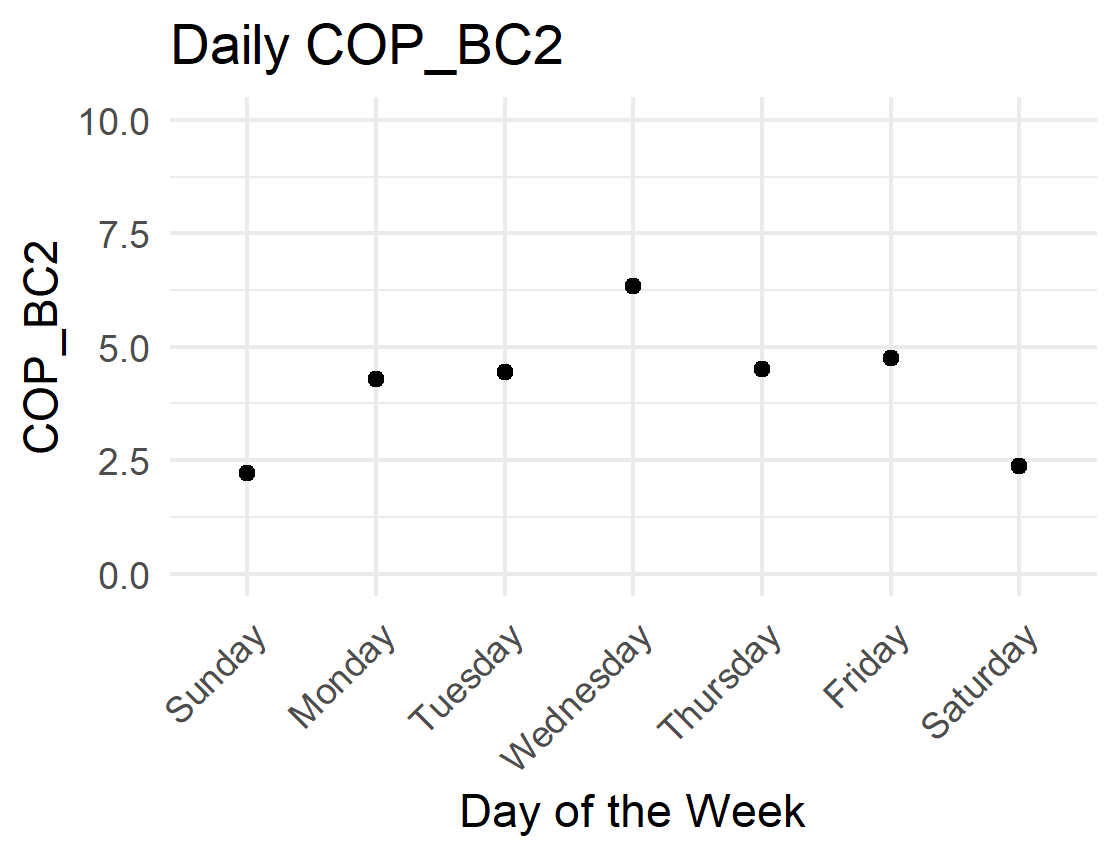 Daily COP_BC2
COP_BC2
10.0
7.5
5.0
2.5
0.0
Sunday
Monday
Tuesday
Wednesday
Thursday
Friday
Saturday
Day of the Week